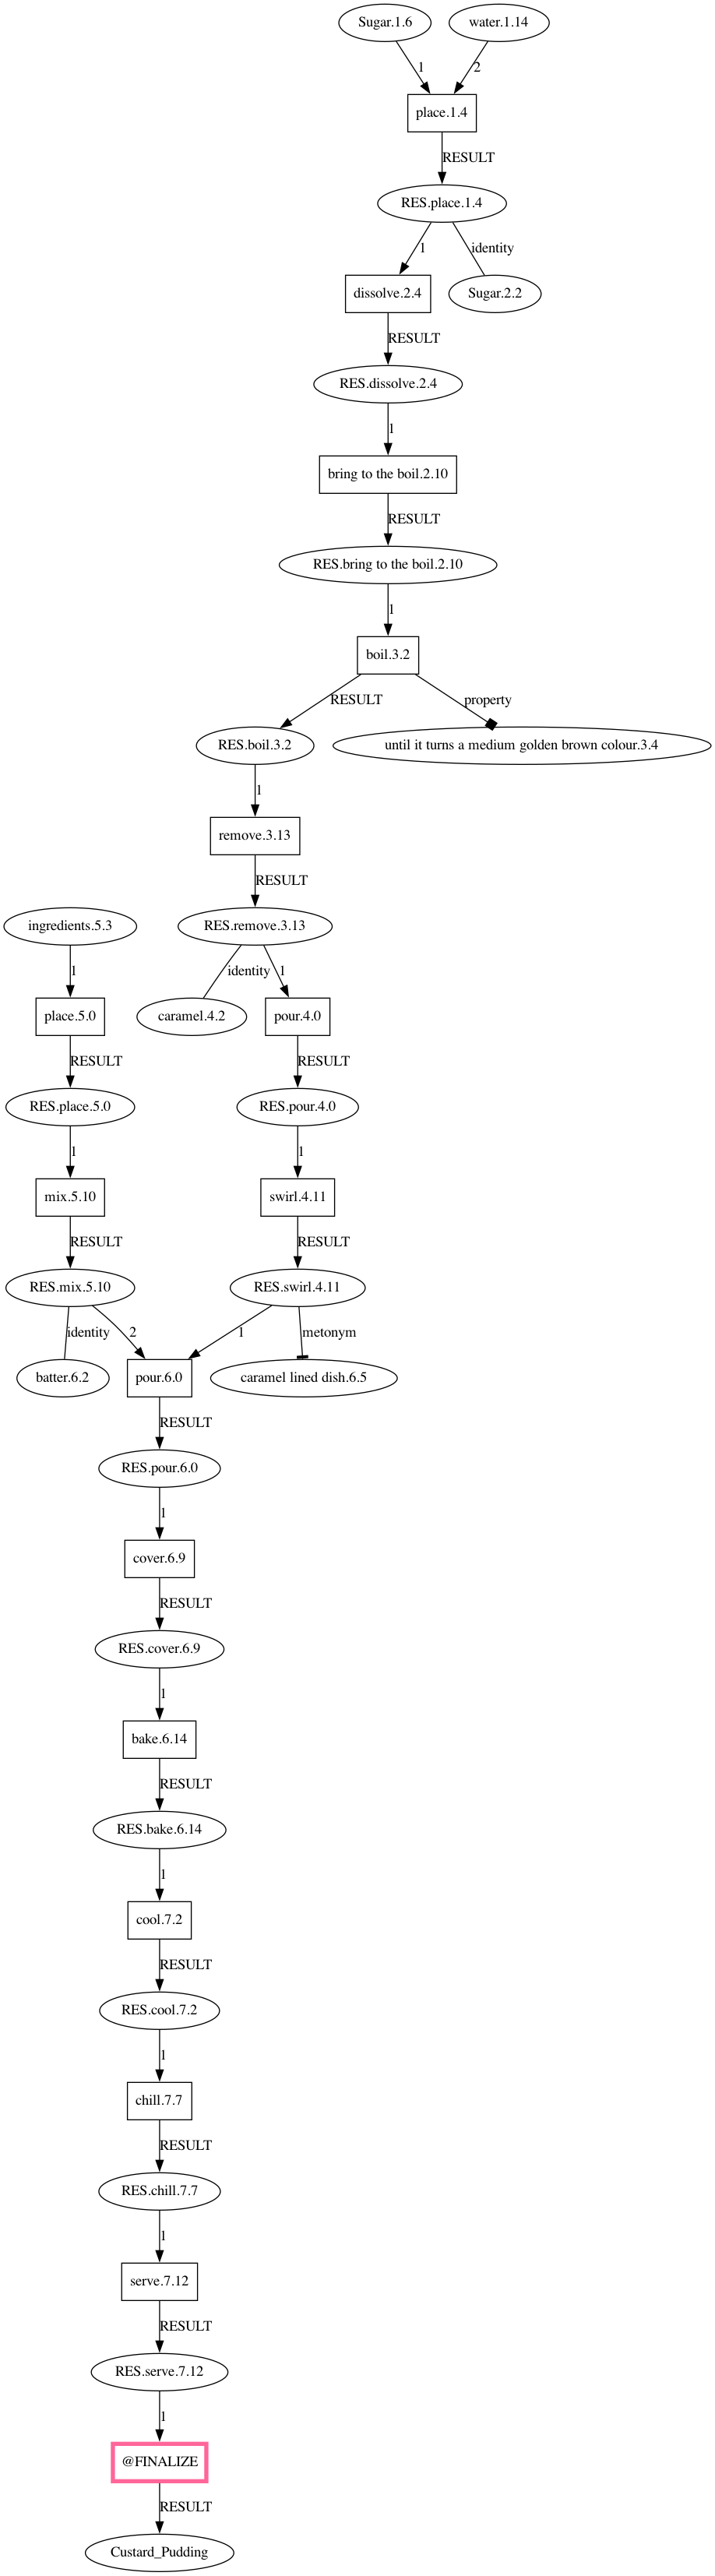 Sugar.1.6 water.1.14
1 2
place.1.4
RESULT
RES.place.1.4
1 identity
dissolve.2.4 Sugar.2.2
RESULT
RES.dissolve.2.4
1
bring to the boil.2.10
RESULT
RES.bring to the boil.2.10
1
boil.3.2
RESULT property
RES.boil.3.2 until it turns a medium golden brown colour.3.4
1
remove.3.13
RESULT
ingredients.5.3 RES.remove.3.13
1 identity 1
place.5.0 caramel.4.2 pour.4.0
RESULT RESULT
RES.place.5.0 RES.pour.4.0
1 1
mix.5.10 swirl.4.11
RESULT RESULT
RES.mix.5.10 RES.swirl.4.11
identity 2 1 metonym
batter.6.2 pour.6.0 caramel lined dish.6.5
RESULT
RES.pour.6.0
1
cover.6.9
RESULT
RES.cover.6.9
1
bake.6.14
RESULT
RES.bake.6.14
1
cool.7.2
RESULT
RES.cool.7.2
1
chill.7.7
RESULT
RES.chill.7.7
1
serve.7.12
RESULT
RES.serve.7.12
1
@FINALIZE
RESULT
Custard_Pudding